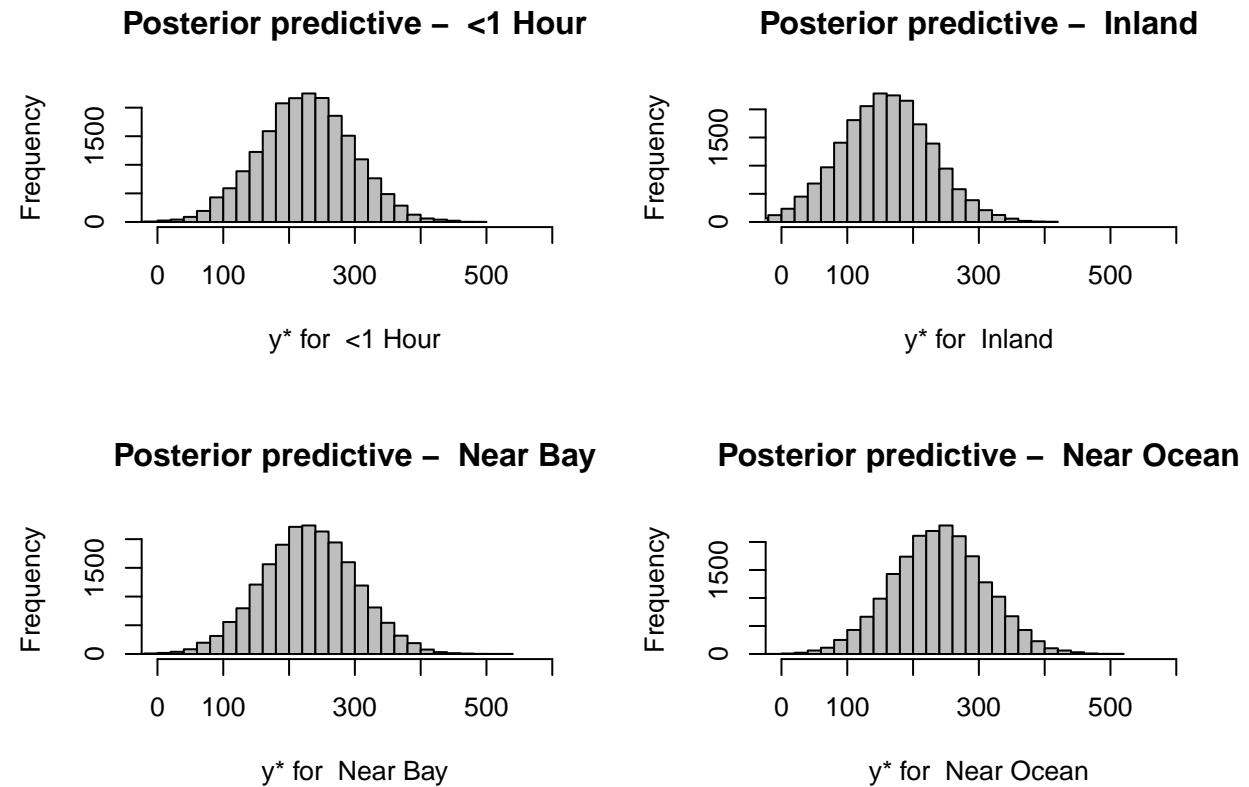 Posterior predictive –  <1 Hour
Frequency
0 1500
0 100 300 500
y* for  <1 Hour
Posterior predictive –  Inland
Frequency
0 1500
0 100 300 500
y* for  Inland
Posterior predictive –  Near Bay
Frequency
0 1500
0 100 300 500
y* for  Near Bay
Posterior predictive –  Near Ocean
Frequency
0 1500
0 100 300 500
y* for  Near Ocean